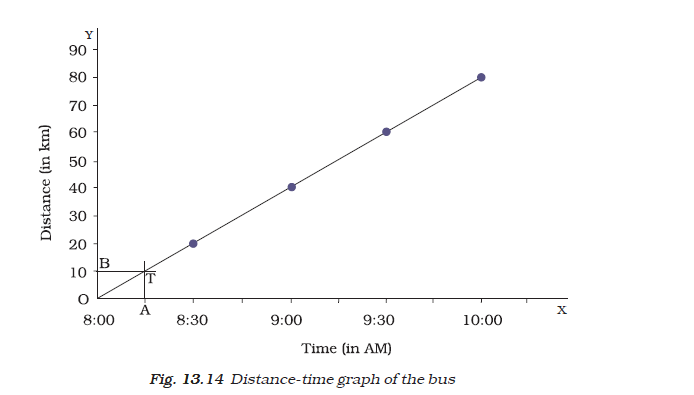 Y
90
80
70
60
50
40
30
20
10
O
Distance (in km)
B
T
A
X
8:00 8:30 9:00 9:30 10:00
Time (in AM)
Fig. 13.14 Distance-time graph of the bus